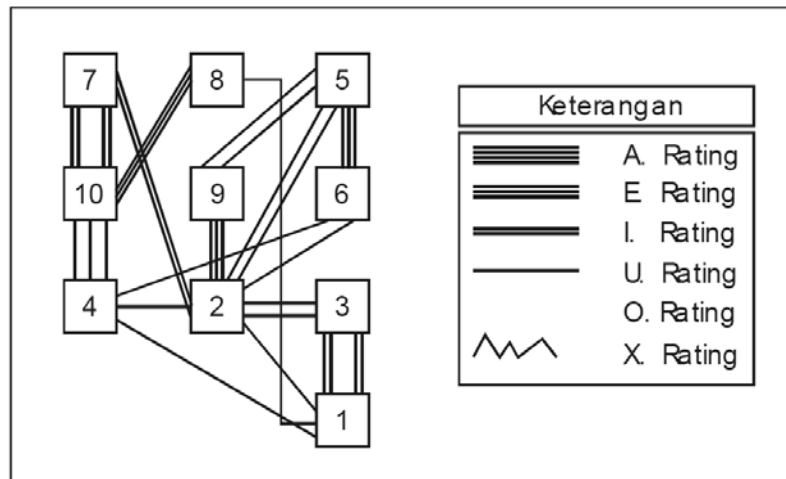 7 8 5
10 9 6
4 2 3
1
Keterangan
A. Rating
E. Rating
I. Rating
U. Rating
O. Rating
X. Rating